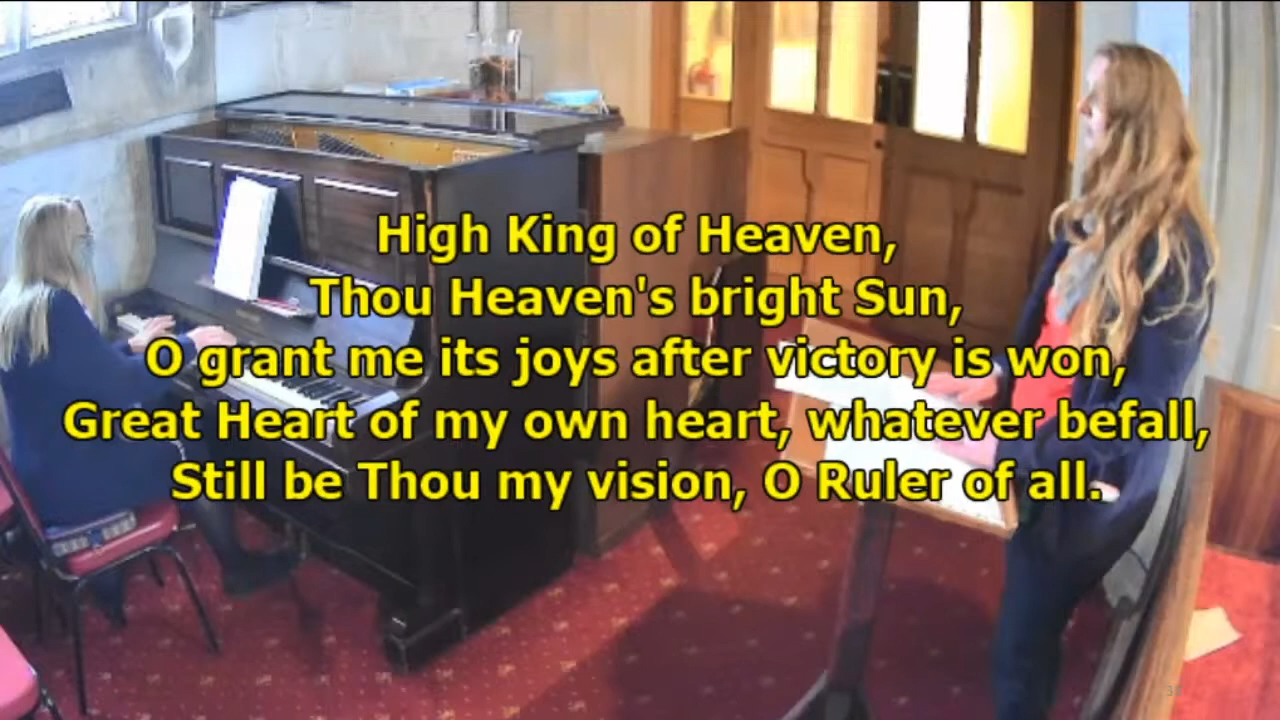 High King of Heaven,
Thou Heaven's bright Sun,
O grant me its joys after victory is won,
Great Heart of my own heart, whatever befall,
Still be Thou my vision, O Ruler of all.